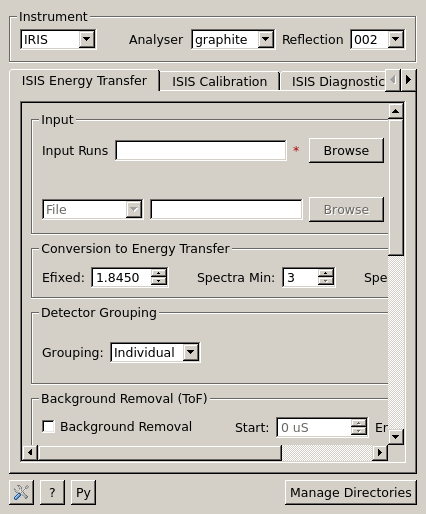 Instrument
IRIS Analyser graphite Reflection 002
ISIS Energy Transfer ISIS Calibration ISIS Diagnostic
Input
Input Runs * Browse
File Browse
Conversion to Energy Transfer
Efixed: 1.8450 Spectra Min: 3 Spe
Detector Grouping
Grouping: Individual
Background Removal (ToF)
Background Removal Start: 0 uS Er
? Py Manage Directories